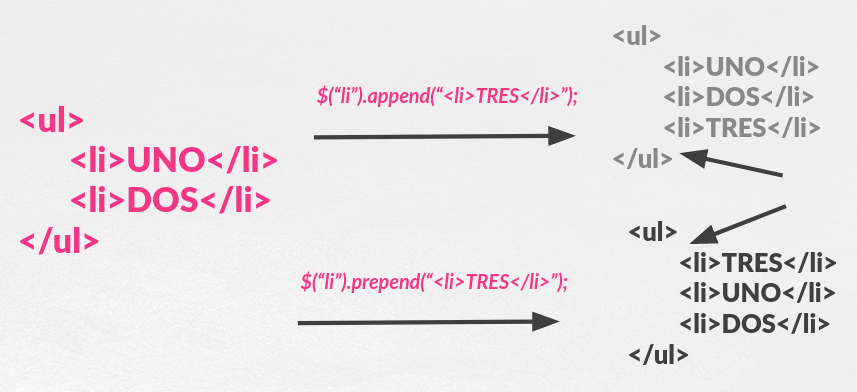 <ul>
<li>UNO</li>
<li>DOS</li>
</ul>
$(“li”).append(“<li>TRES</li>”);
<ul>
<li>UNO</li>
<li>DOS</li>
<li>TRES</li>
</ul>
$(“li”).prepend(“<li>TRES</li>”);
<ul>
<li>TRES</li>
<li>UNO</li>
<li>DOS</li>
</ul>